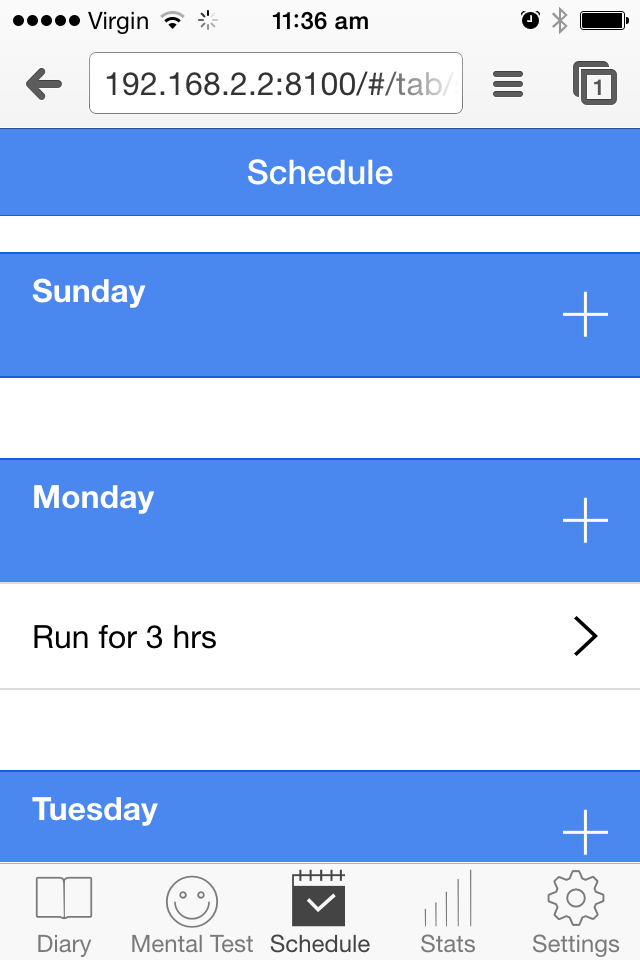 Virgin 11:36 am
192.168.2.2:8100/#/tab/
1
Schedule
Sunday
Monday
Run for 3 hrs
Tuesday
Diary Mental Test Schedule Stats Settings